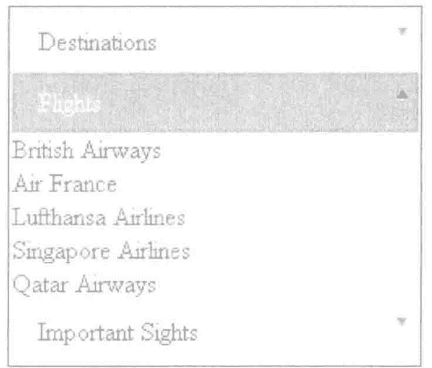 Destinations
Flights
British Airways
Air France
Lufthansa Airlines
Singapore Airlines
Qatar Airways
Important Sights